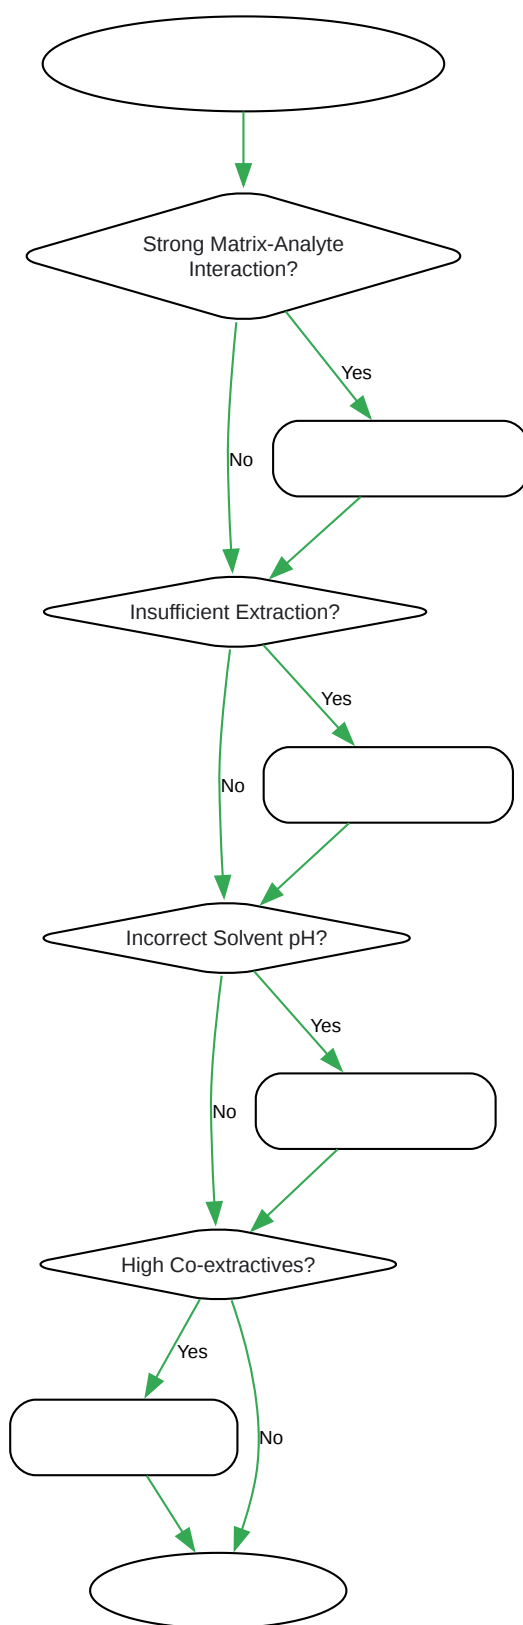 Strong Matrix-Analyte
Interaction?
Yes
No
Insufficient Extraction?
Yes
No
Incorrect Solvent pH?
Yes
No
High Co-extractives?
Yes
No